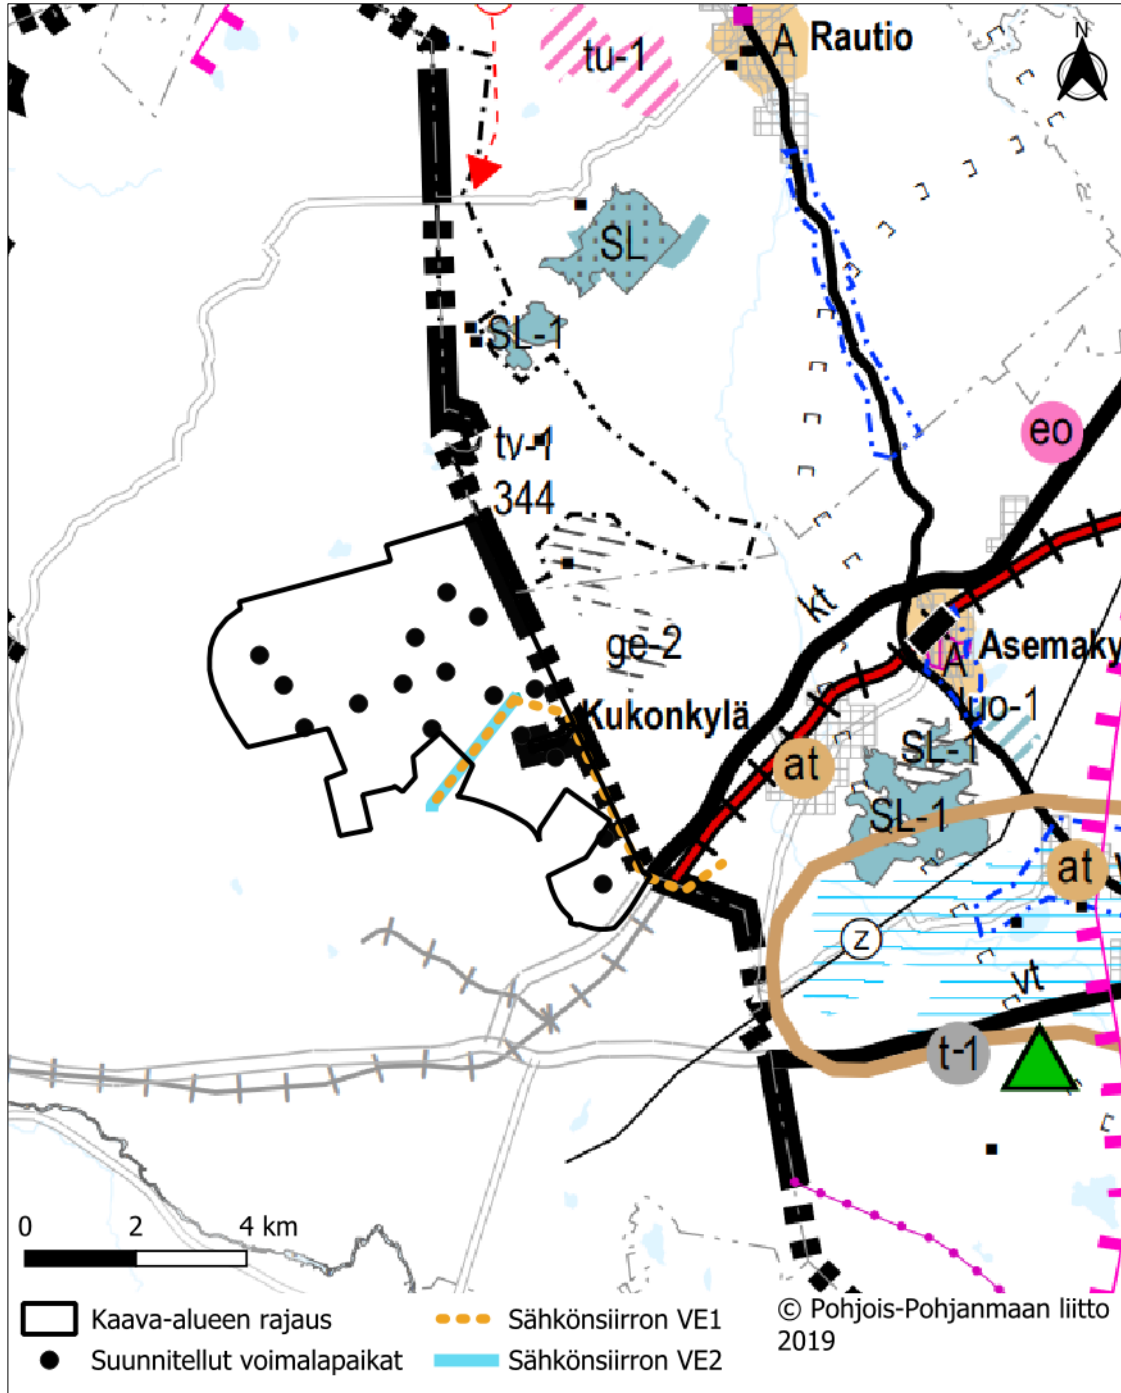 N
A Rautio
tu-1
SL
SL-1
eo
tv-1
344
kt
ge-2
A Asemaky
Kukonkylä
luo-1
SL-1
at
SL-1
at
z
vt
t-1
0 2 4 km
Kaava-alueen rajaus
Suunnitellut voimalapaikat
Sähkönsiirron VE1
Sähkönsiirron VE2
© Pohjois-Pohjanmaan liitto
2019